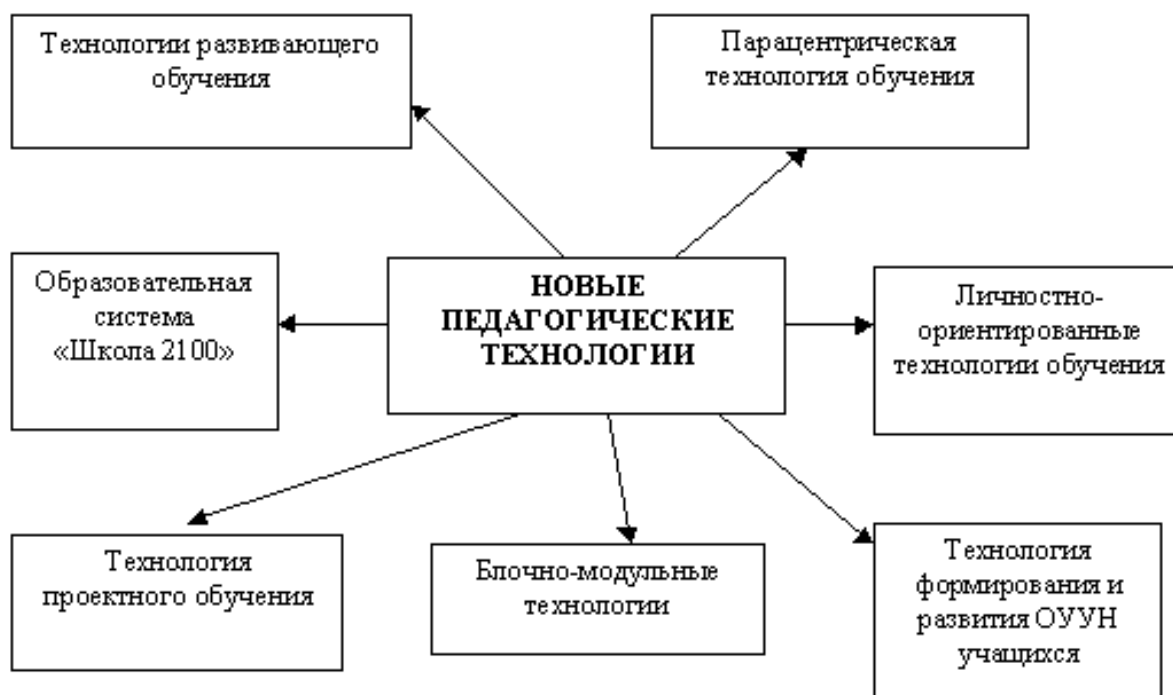 Технологии развивающего
обучения
Парацентрическая
технология обучения
Образовательная
система
«Школа 2100»
НОВЫЕ
ПЕДАГОГИЧЕСКИЕ
ТЕХНОЛОГИИ
Личностно-
ориентированные
технологии обучения
Технология
проектного обучения
Блочно-модульные
технологии
Технология
формирования и
развития ОУУН
учащихся